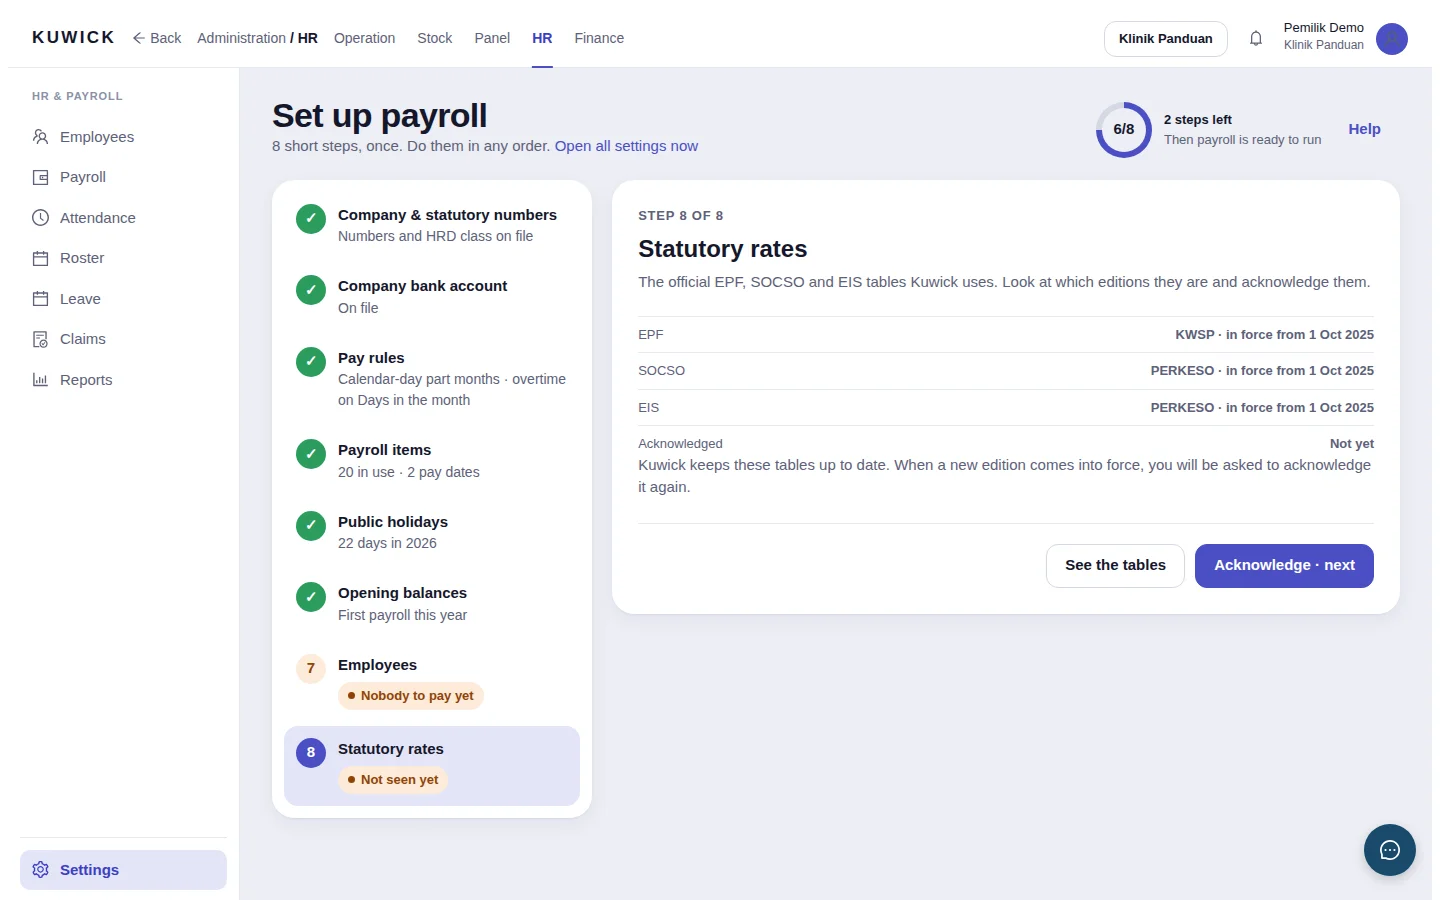 KUWICK
Back
Administration / HR
Operation
Stock
Panel
HR
Finance
Klinik Panduan
Pemilik Demo
Klinik Panduan
HR & PAYROLL
Employees
Payroll
Attendance
Roster
Leave
Claims
Reports
Settings
Set up payroll
8 short steps, once. Do them in any order. Open all settings now
6/8
2 steps left
Then payroll is ready to run
Help
✓
Company & statutory numbers
Numbers and HRD class on file
✓
Company bank account
On file
✓
Pay rules
Calendar-day part months · overtime
on Days in the month
✓
Payroll items
20 in use · 2 pay dates
✓
Public holidays
22 days in 2026
✓
Opening balances
First payroll this year
7
Employees
Nobody to pay yet
8
Statutory rates
Not seen yet
STEP 8 OF 8
Statutory rates
The official EPF, SOCSO and EIS tables Kuwick uses. Look at which editions they are and acknowledge them.
EPF KWSP · in force from 1 Oct 2025
SOCSO PERKESO · in force from 1 Oct 2025
EIS PERKESO · in force from 1 Oct 2025
Acknowledged Not yet
Kuwick keeps these tables up to date. When a new edition comes into force, you will be asked to acknowledge
it again.
See the tables
Acknowledge · next